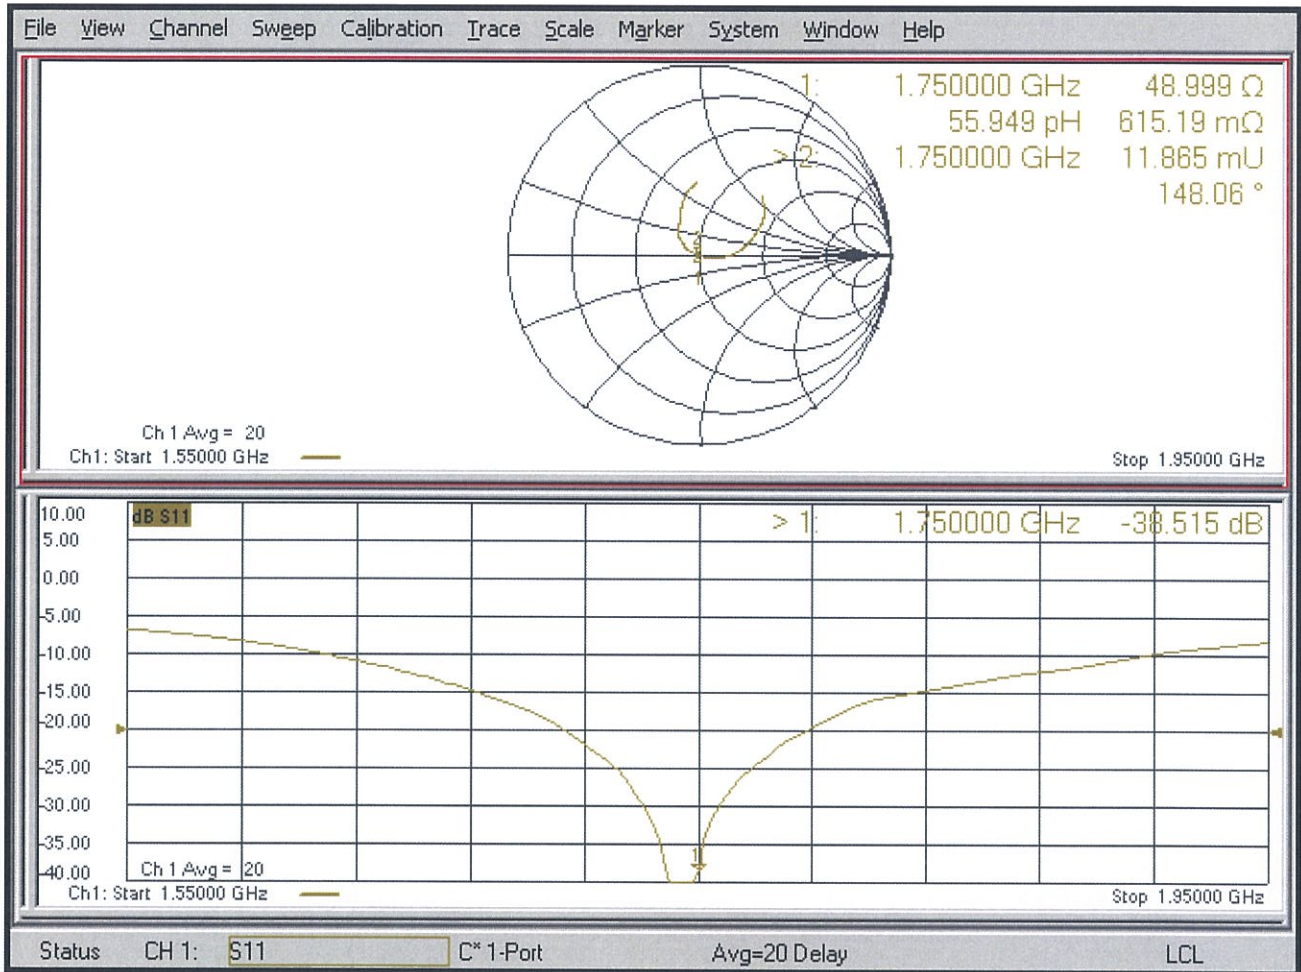 File View Channel Sweep Calibration Trace Scale Marker System Window Help
1: 1.750000 GHz 48.999 Ω
55.949 pH 615.19 mΩ
> 2: 1.750000 GHz 11.865 mU
148.06 °
2
1
Ch 1 Avg = 20
Ch1: Start 1.55000 GHz
Stop 1.95000 GHz
10.00 dB S11 > 1: 1.750000 GHz -38.515 dB
5.00
0.00
-5.00
-10.00
-15.00
-20.00
-25.00
-30.00
-35.00
1
-40.00
Ch 1 Avg = 20
Ch1: Start 1.55000 GHz
Stop 1.95000 GHz
Status CH 1: S11 C* 1-Port Avg=20 Delay LCL